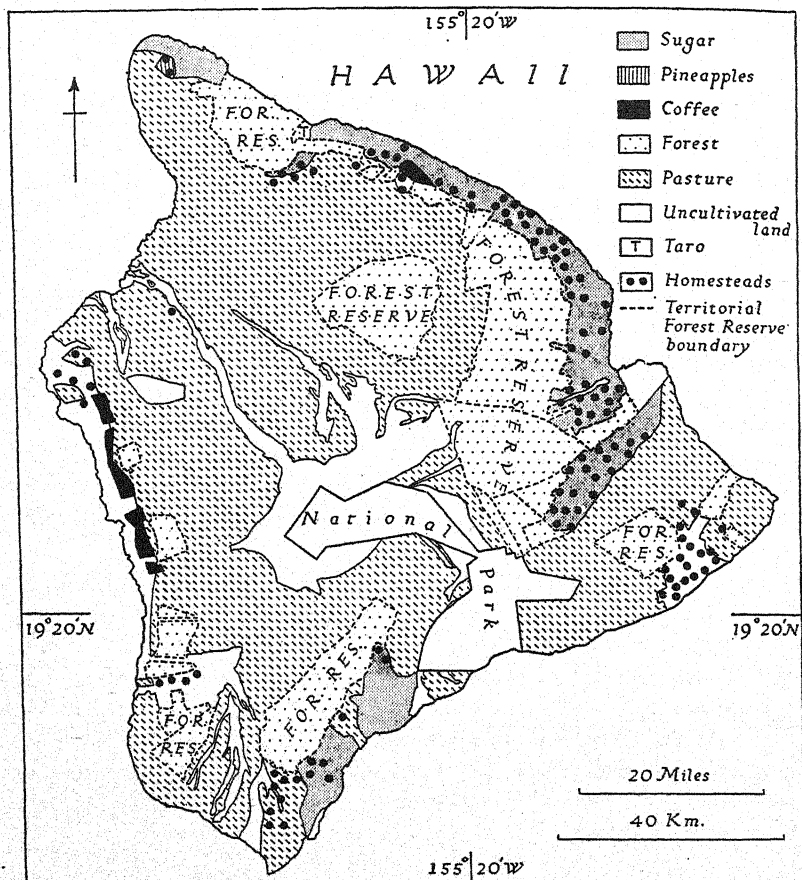 155° 20'W
HAWAII
Sugar
Pineapples
Coffee
Forest
Pasture
Uncultivated
land
T Taro
Homesteads
Territorial
Forest Reserve
boundary
FOR.
RES.
T
FOREST
RESERVE
FOREST RESERVE
National
Park
FOR.
RES.
19° 20'N
19° 20'N
FOR. RES.
FOR.
RES.
20 Miles
40 Km.
155° 20'W